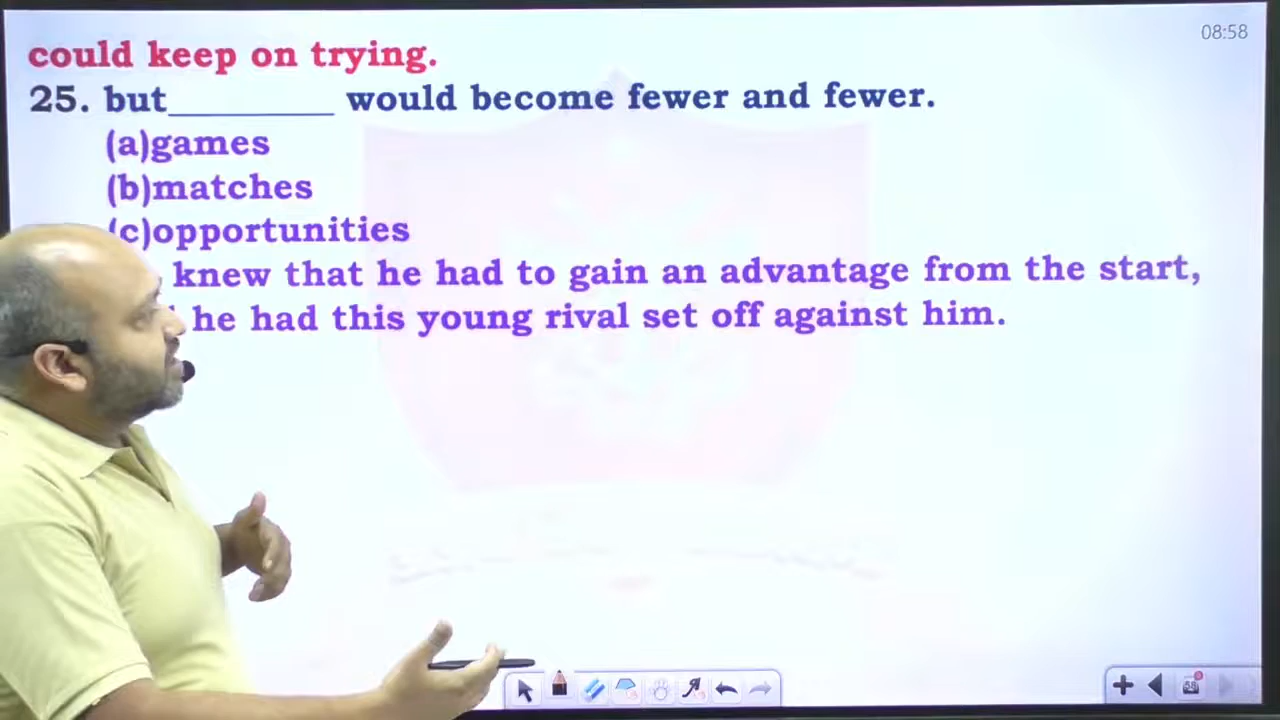 08:58
could keep on trying.
25. but_________ would become fewer and fewer.
(a)games
(b)matches
(c)opportunities
knew that he had to gain an advantage from the start,
he had this young rival set off against him.